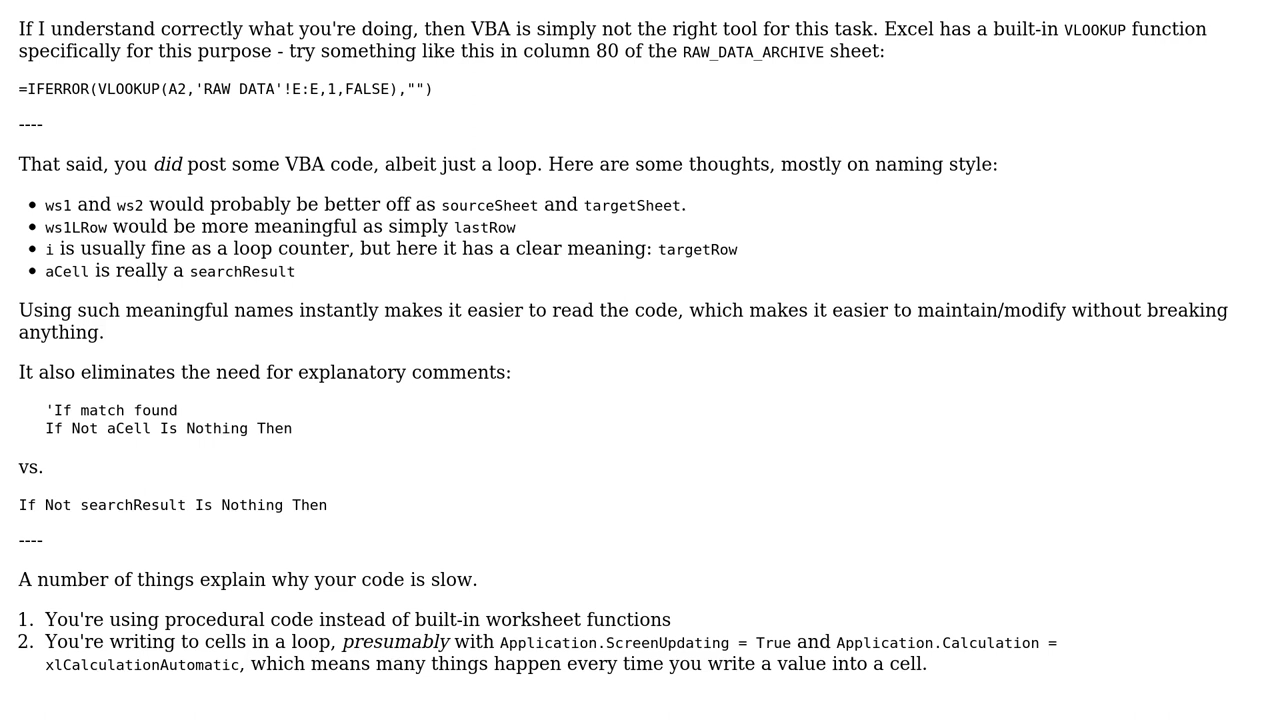 If I understand correctly what you're doing, then VBA is simply not the right tool for this task. Excel has a built-in VLOOKUP function
specifically for this purpose - try something like this in column 80 of the RAW_DATA_ARCHIVE sheet:
=IFERROR(VLOOKUP(A2,'RAW DATA'!E:E,1,FALSE),"")
----
That said, you did post some VBA code, albeit just a loop. Here are some thoughts, mostly on naming style:
• ws1 and ws2 would probably be better off as sourceSheet and targetSheet.
• ws1LRow would be more meaningful as simply lastRow
• i is usually fine as a loop counter, but here it has a clear meaning: targetRow
• aCell is really a searchResult
Using such meaningful names instantly makes it easier to read the code, which makes it easier to maintain/modify without breaking
anything.
It also eliminates the need for explanatory comments:
'If match found
If Not aCell Is Nothing Then
vs.
If Not searchResult Is Nothing Then
----
A number of things explain why your code is slow.
1. You're using procedural code instead of built-in worksheet functions
2. You're writing to cells in a loop, presumably with Application.ScreenUpdating = True and Application.Calculation =
xlCalculationAutomatic, which means many things happen every time you write a value into a cell.